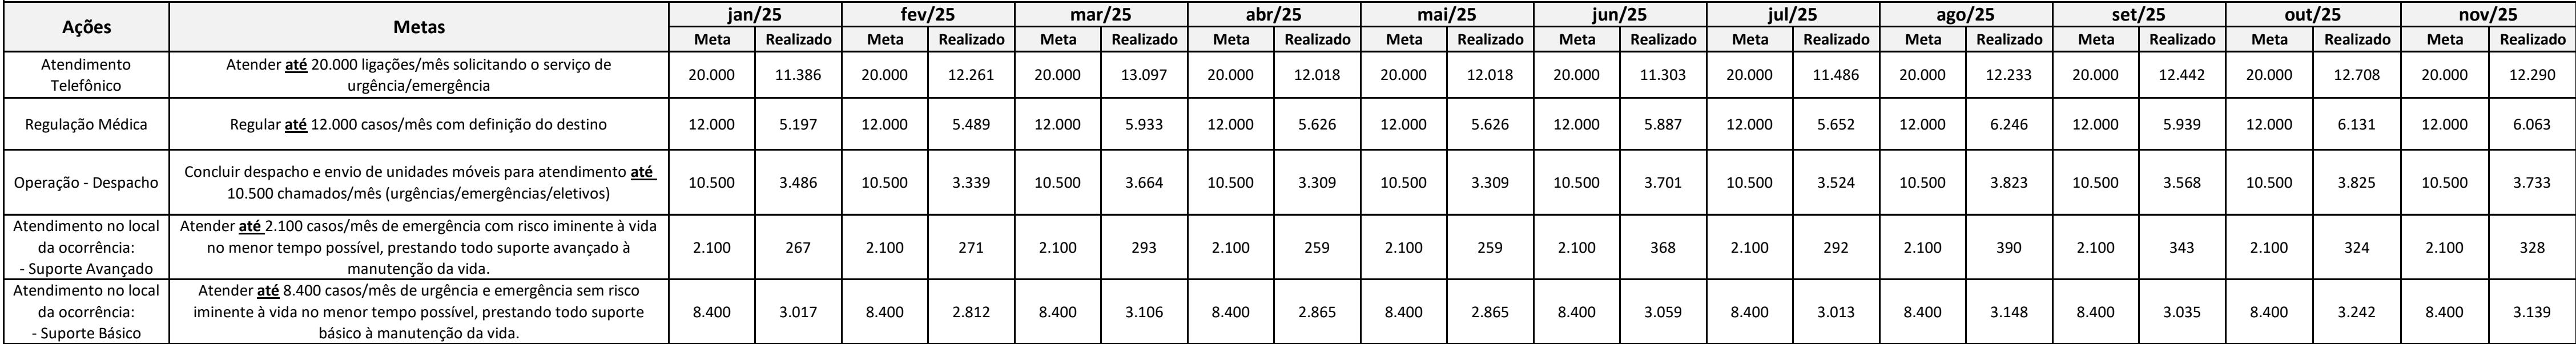 Ações Metas jan/25 fev/25 mar/25 abr/25 mai/25 jun/25 jul/25 ago/25 set/25 out/25 nov/25
Meta Realizado Meta Realizado Meta Realizado Meta Realizado Meta Realizado Meta Realizado Meta Realizado Meta Realizado Meta Realizado Meta Realizado Meta Realizado
Atendimento
Telefônico
Atender até 20.000 ligações/mês solicitando o serviço de
urgência/emergência
20.000 11.386 20.000 12.261 20.000 13.097 20.000 12.018 20.000 12.018 20.000 11.303 20.000 11.486 20.000 12.233 20.000 12.442 20.000 12.708 20.000 12.290
Regulação Médica Regular até 12.000 casos/mês com definição do destino 12.000 5.197 12.000 5.489 12.000 5.933 12.000 5.626 12.000 5.626 12.000 5.887 12.000 5.652 12.000 6.246 12.000 5.939 12.000 6.131 12.000 6.063
Operação - Despacho
Concluir despacho e envio de unidades móveis para atendimento até
10.500 chamados/mês (urgências/emergências/eletivos)
10.500 3.486 10.500 3.339 10.500 3.664 10.500 3.309 10.500 3.309 10.500 3.701 10.500 3.524 10.500 3.823 10.500 3.568 10.500 3.825 10.500 3.733
Atendimento no local
da ocorrência:
- Suporte Avançado
Atender até 2.100 casos/mês de emergência com risco iminente à vida
no menor tempo possível, prestando todo suporte avançado à
manutenção da vida.
2.100 267 2.100 271 2.100 293 2.100 259 2.100 259 2.100 368 2.100 292 2.100 390 2.100 343 2.100 324 2.100 328
Atendimento no local
da ocorrência:
- Suporte Básico
Atender até 8.400 casos/mês de urgência e emergência sem risco
iminente à vida no menor tempo possível, prestando todo suporte
básico à manutenção da vida.
8.400 3.017 8.400 2.812 8.400 3.106 8.400 2.865 8.400 2.865 8.400 3.059 8.400 3.013 8.400 3.148 8.400 3.035 8.400 3.242 8.400 3.139